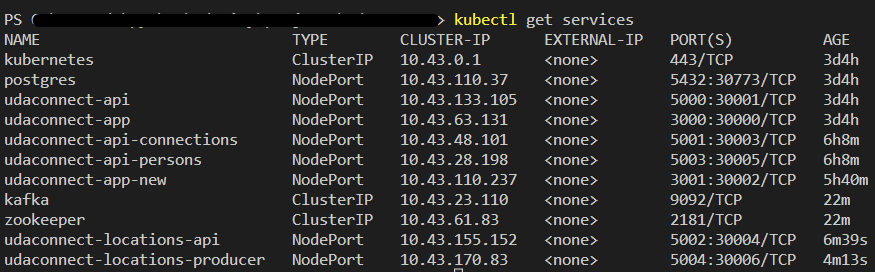 PS > kubectl get services
NAME TYPE CLUSTER-IP EXTERNAL-IP PORT(S) AGE
kubernetes ClusterIP 10.43.0.1 <none> 443/TCP 3d4h
postgres NodePort 10.43.110.37 <none> 5432:30773/TCP 3d4h
udaconnect-api NodePort 10.43.133.105 <none> 5000:30001/TCP 3d4h
udaconnect-app NodePort 10.43.63.131 <none> 3000:30000/TCP 3d4h
udaconnect-api-connections NodePort 10.43.48.101 <none> 5001:30003/TCP 6h8m
udaconnect-api-persons NodePort 10.43.28.198 <none> 5003:30005/TCP 6h8m
udaconnect-app-new NodePort 10.43.110.237 <none> 3001:30002/TCP 5h40m
kafka ClusterIP 10.43.23.110 <none> 9092/TCP 22m
zookeeper ClusterIP 10.43.61.83 <none> 2181/TCP 22m
udaconnect-locations-api NodePort 10.43.155.152 <none> 5002:30004/TCP 6m39s
udaconnect-locations-producer NodePort 10.43.170.83 <none> 5004:30006/TCP 4m13s